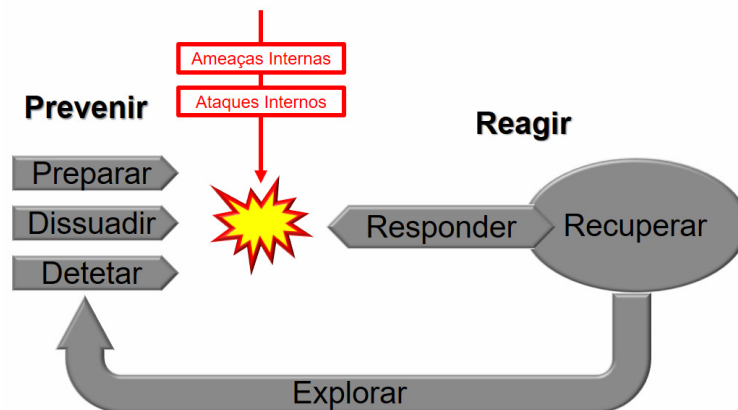 Ameaças Internas
Ataques Internos
Prevenir
Reagir
Preparar
Dissuadir
Detetar
Responder
Recuperar
Explorar